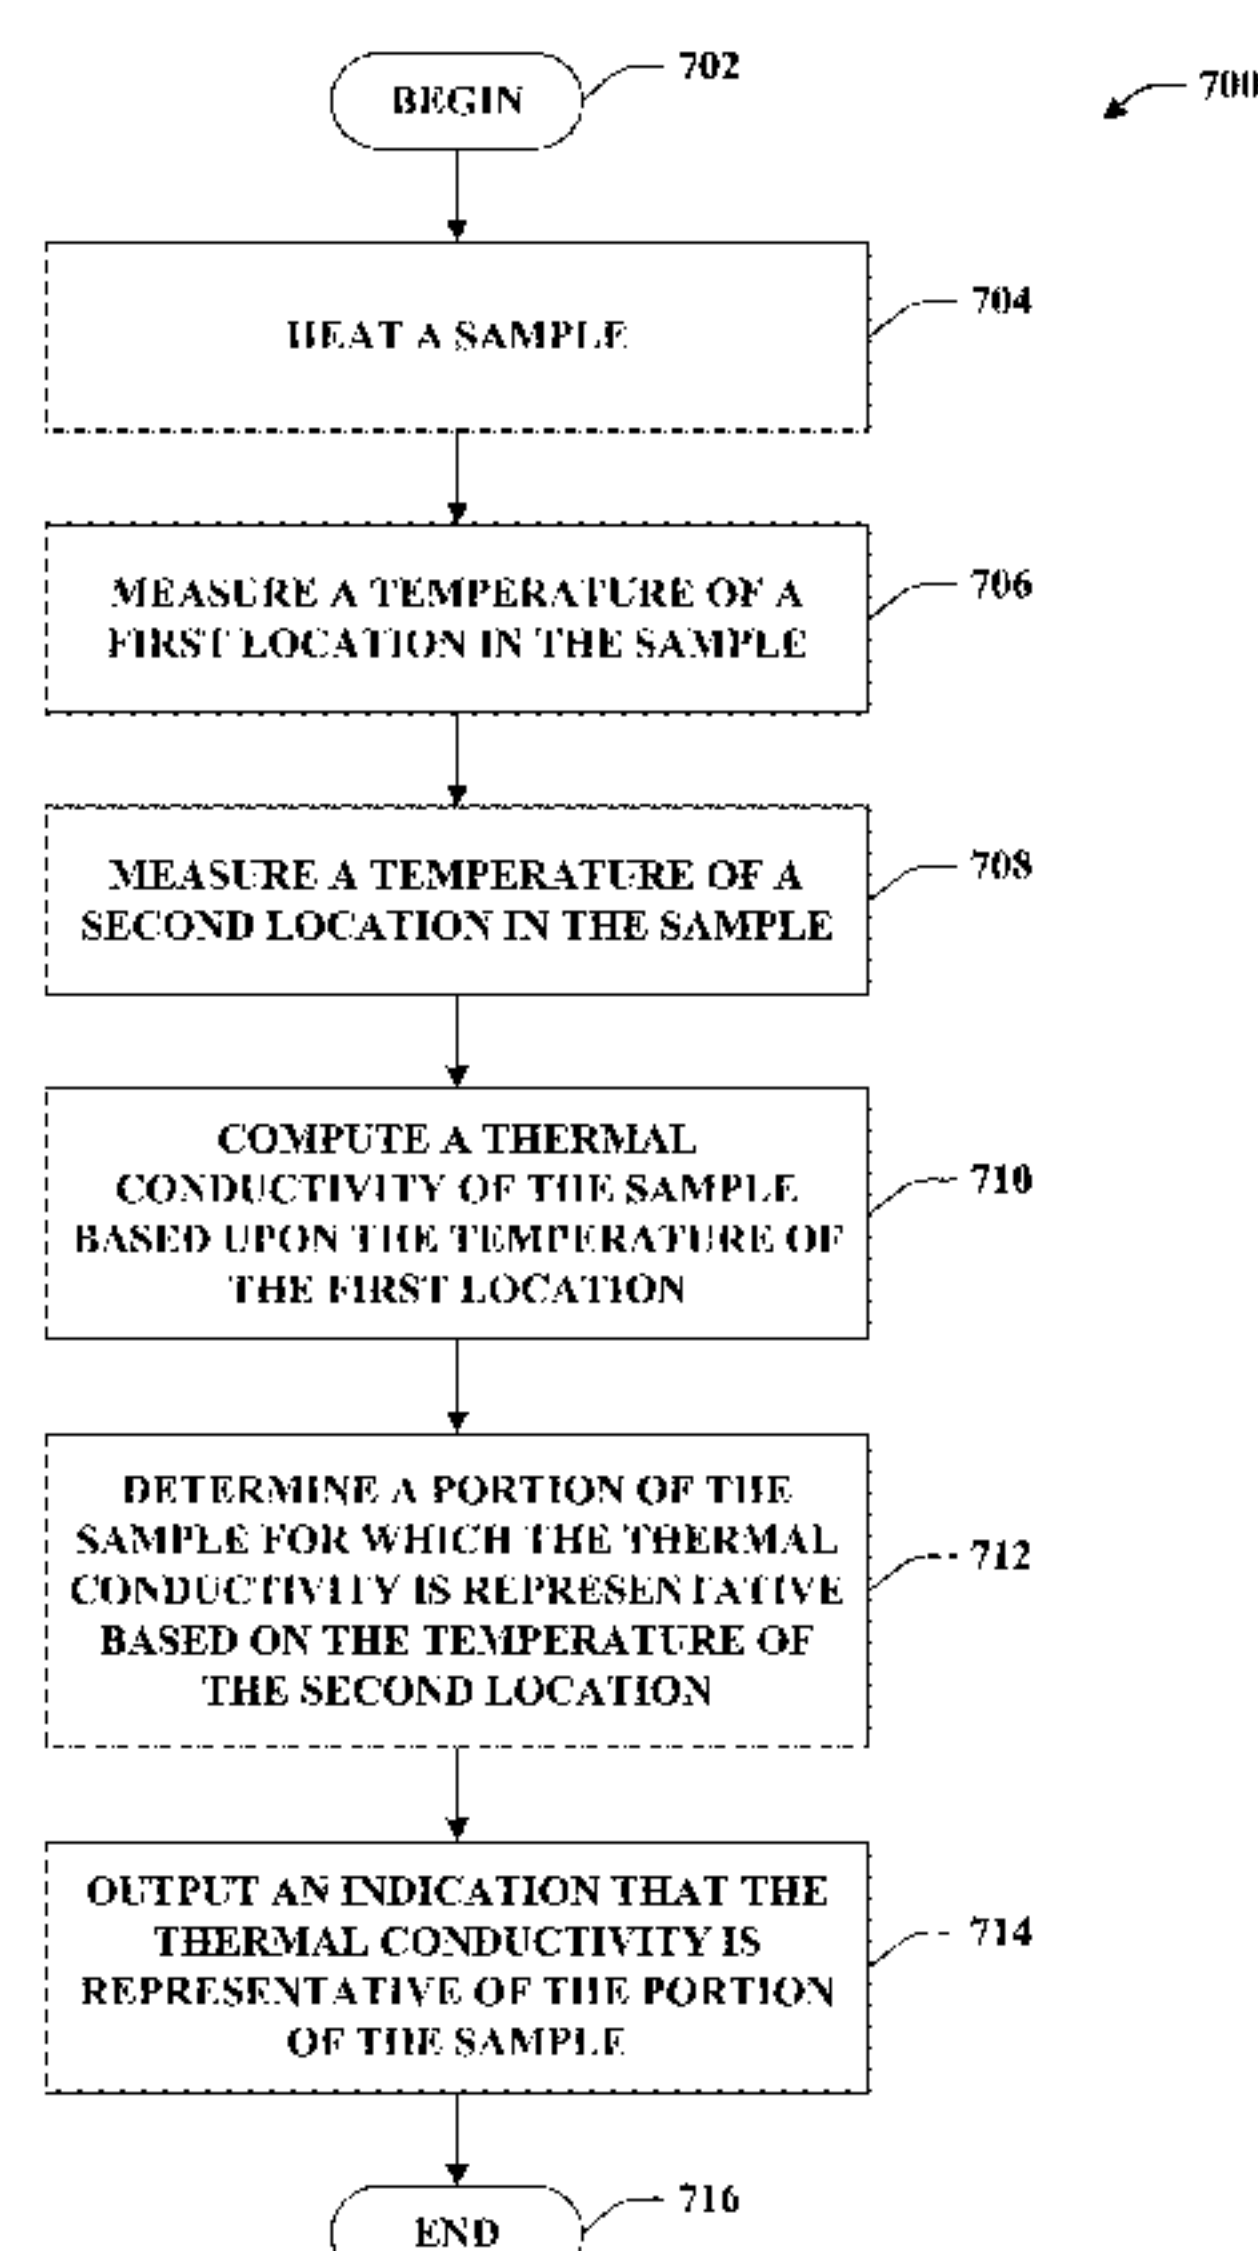 BEGIN
702
700
HEAT A SAMPLE
704
MEASURE A TEMPERATURE OF A
FIRST LOCATION IN THE SAMPLE
706
MEASURE A TEMPERATURE OF A
SECOND LOCATION IN THE SAMPLE
708
COMPUTE A THERMAL
CONDUCTIVITY OF THE SAMPLE
BASED UPON THE TEMPERATURE OF
THE FIRST LOCATION
710
DETERMINE A PORTION OF THE
SAMPLE FOR WHICH THE THERMAL
CONDUCTIVITY IS REPRESENTATIVE
BASED ON THE TEMPERATURE OF
THE SECOND LOCATION
712
OUTPUT AN INDICATION THAT THE
THERMAL CONDUCTIVITY IS
REPRESENTATIVE OF THE PORTION
OF THE SAMPLE
714
END
716